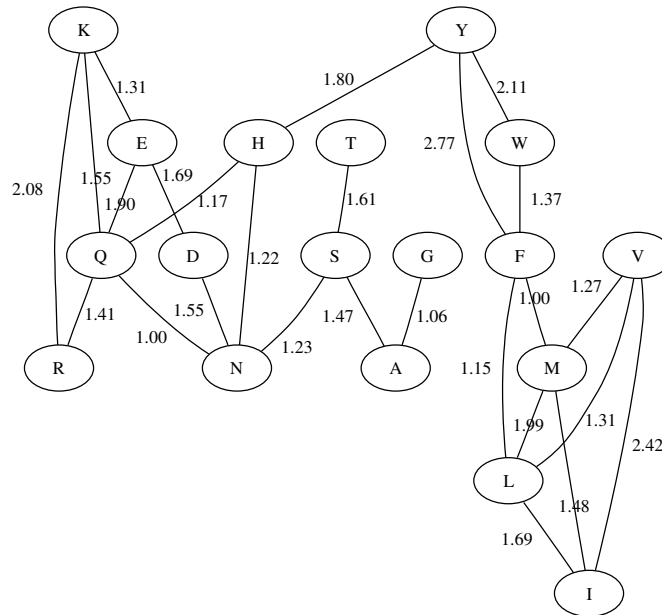 K Y
1.31 1.80 2.11
E H T W
2.08 1.55 1.90 1.69 1.17 1.61 2.77 1.37
Q D S G F V
1.41 1.00 1.55 1.22 1.23 1.47 1.06 1.00 1.27
R N A M
1.15 1.99 1.31 2.42
L
1.69 1.48
I